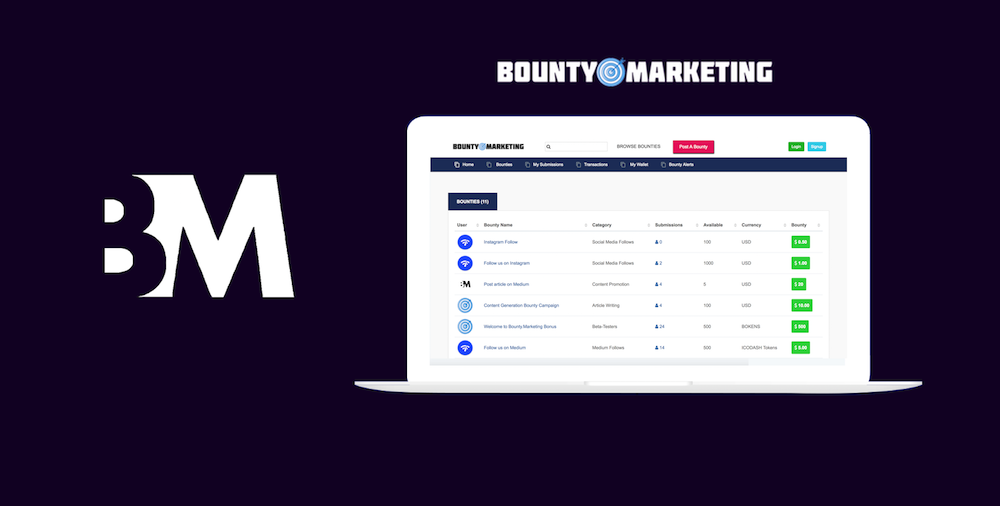 BOUNTY MARKETING
BM
BOUNTY MARKETING BROWSE BOUNTIES Post A Bounty Login Signup
Home Bounties My Submissions Transactions My Wallet Bounty Alerts
BOUNTIES (11)
User Bounty Name Category Submissions Available Currency Bounty
Instagram Follow Social Media Follows 0 100 USD
Follow us on Instagram Social Media Follows 2 1000 USD $ 1.00
BM Post article on Medium Content Promotion 4 5 USD
Content Generation Bounty Campaign Article Writing 4 100 USD $ 10.00
Welcome to Bounty Marketing Bonus Beta-Testers 24 500 BOKENS $ 500
Follow us on Medium Medium Follows 14 500 ICODASH Tokens $ 5.00